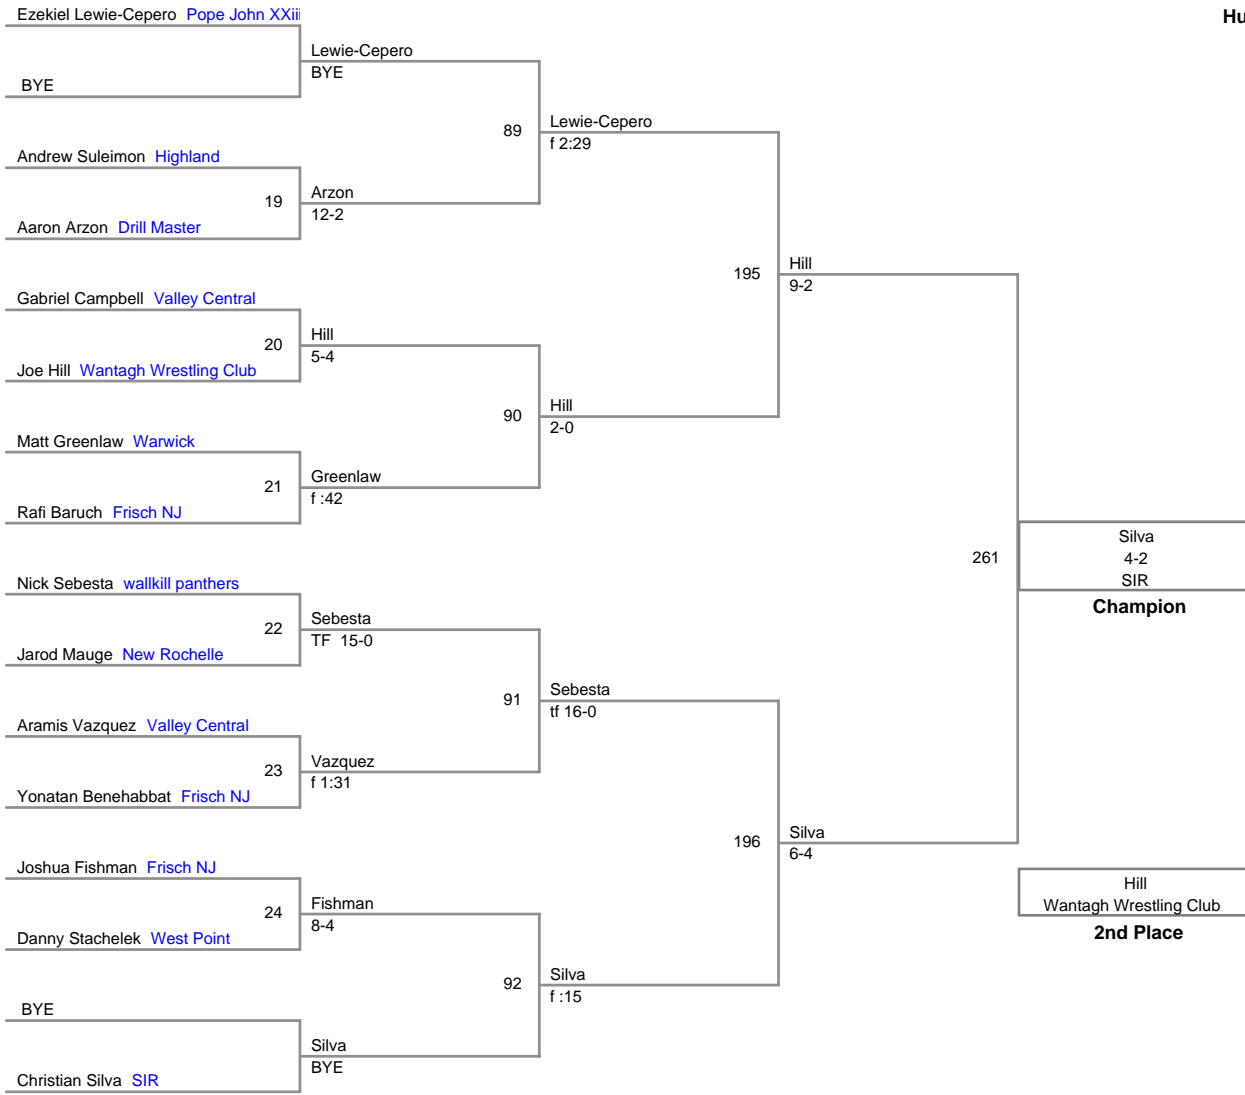 Ezekiel Lewie-Cepero Pope John XXiii
Hu
Lewie-Cepero
BYE
BYE
89
Lewie-Cepero
f 2:29
Andrew Suleimon Highland
19
Arzon
12-2
Aaron Arzon Drill Master
195
Hill
9-2
Gabriel Campbell Valley Central
20
Hill
5-4
Joe Hill Wantagh Wrestling Club
90
Hill
2-0
Matt Greenlaw Warwick
21
Greenlaw
f :42
Rafi Baruch Frisch NJ
261
Silva
4-2
SIR
Champion
Nick Sebesta wallkill panthers
22
Sebesta
TF 15-0
Jarod Mauge New Rochelle
91
Sebesta
tf 16-0
Aramis Vazquez Valley Central
23
Vazquez
f 1:31
Yonatan Benehabbat Frisch NJ
196
Silva
6-4
Joshua Fishman Frisch NJ
24
Fishman
8-4
Danny Stachelek West Point
Hill
Wantagh Wrestling Club
2nd Place
92
Silva
f :15
BYE
Silva
BYE
Christian Silva SIR